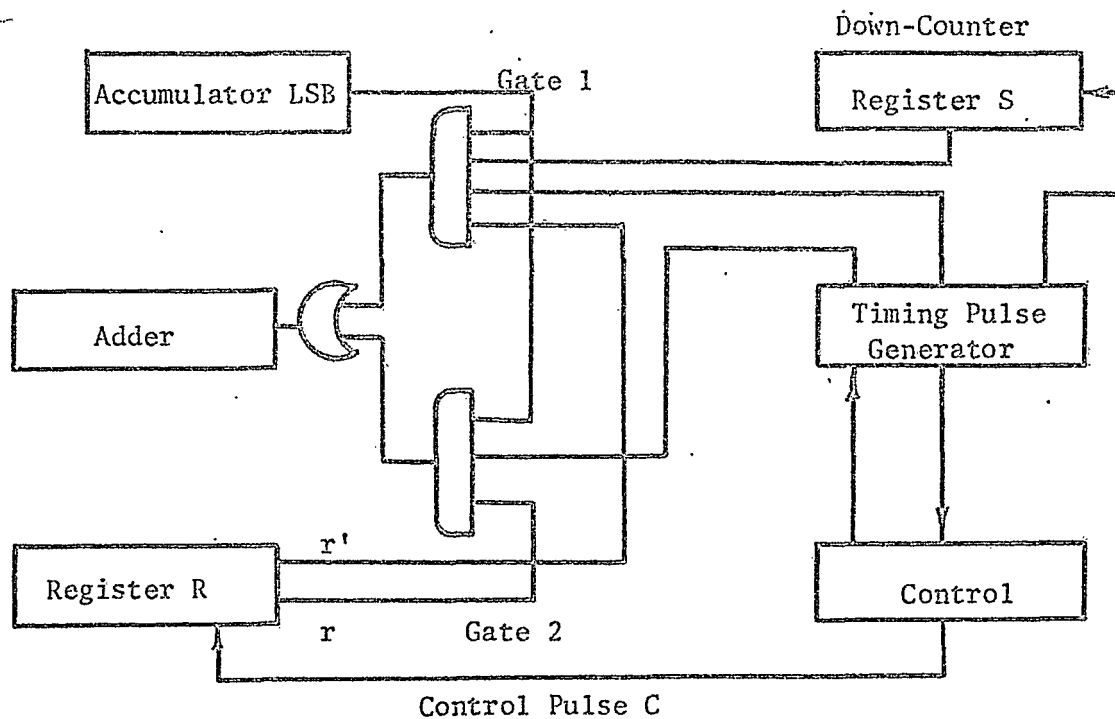 Down-Counter
Gate 1
Accumulator LSB
Register S
Timing Pulse
Generator
Adder
r'
Register R
Control
r
Gate 2
Control Pulse C